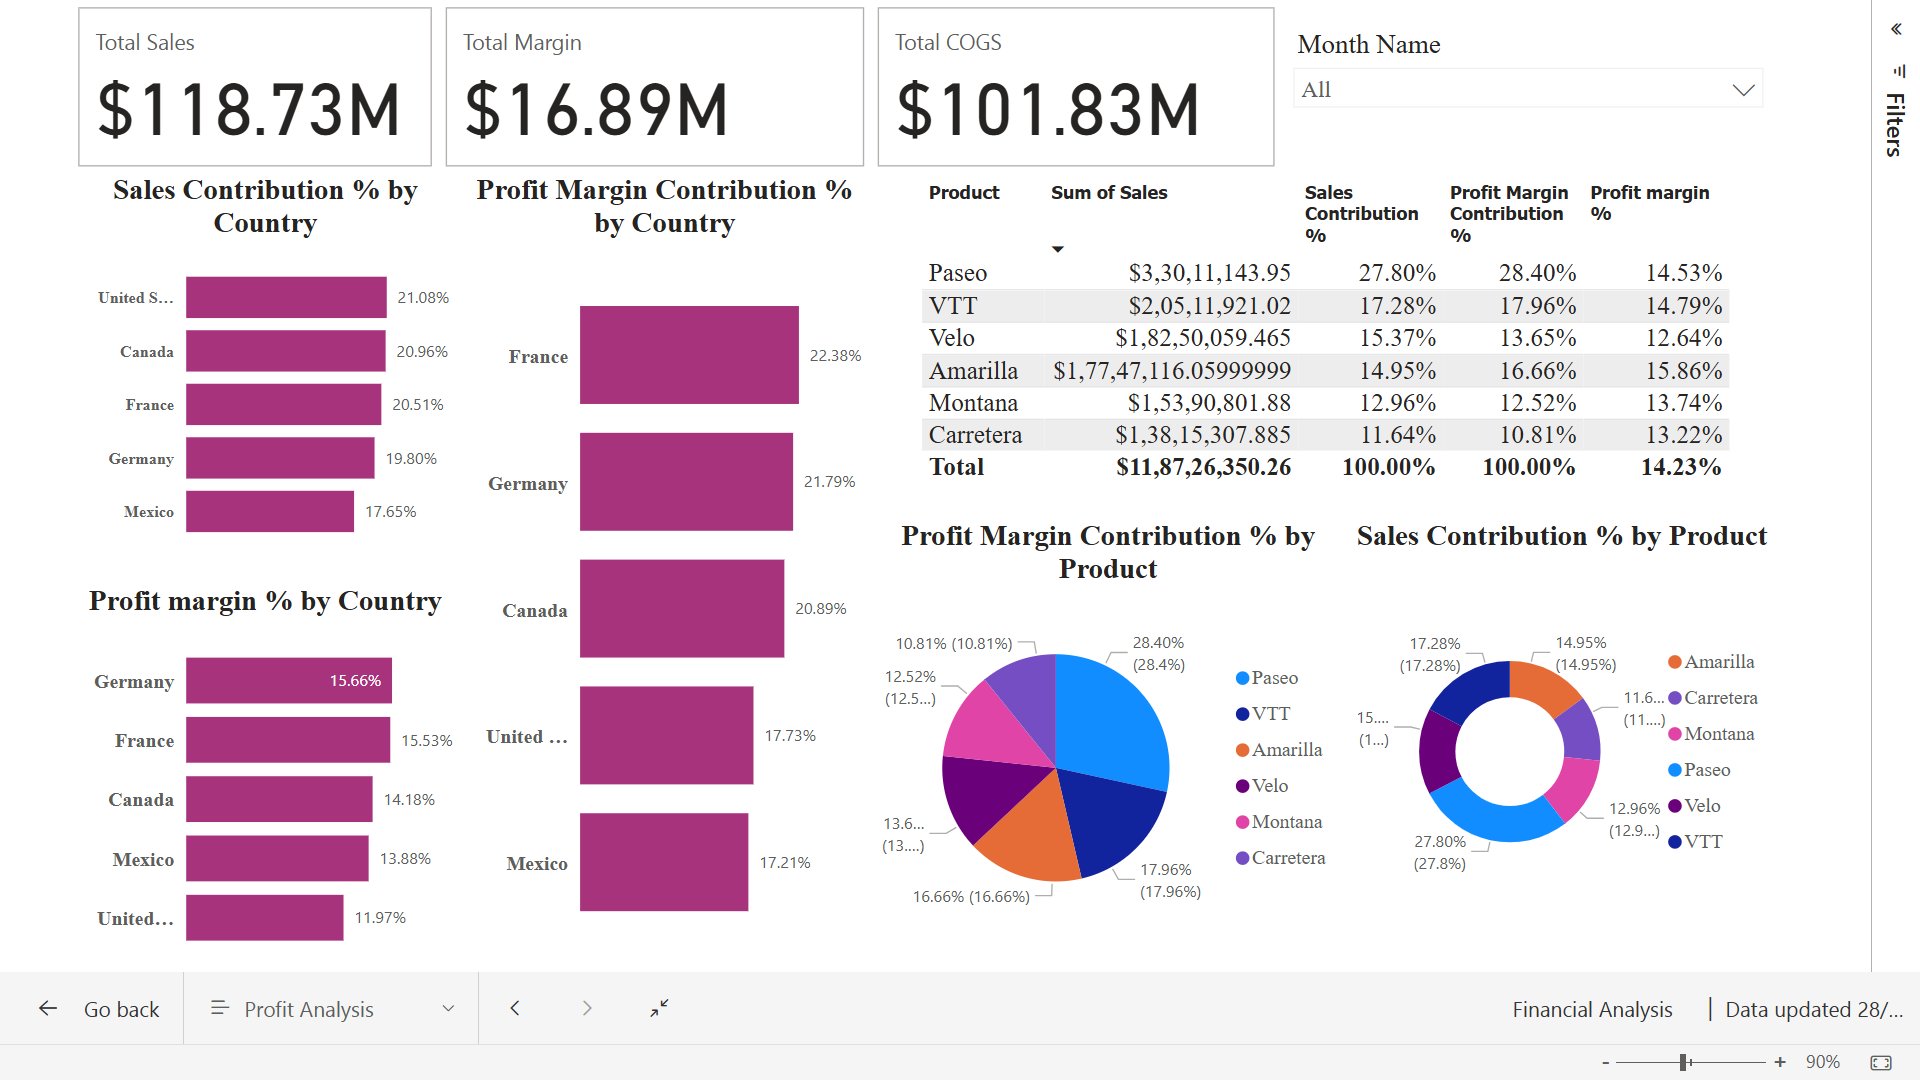 Total Sales
$118.73M
Total Margin
$16.89M
Total COGS
$101.83M
Month Name
All
Filters
Sales Contribution % by
Country
United S...
21.08%
Canada
20.96%
France
20.51%
Germany
19.80%
Mexico
17.65%
Profit margin % by Country
Germany
15.66%
France
15.53%
Canada
14.18%
Mexico
13.88%
United...
11.97%
Profit Margin Contribution %
by Country
France
22.38%
Germany
21.79%
Canada
20.89%
United ...
17.73%
Mexico
17.21%
Product Sum of Sales Sales Contribution % Profit Margin Contribution % Profit margin %
Paseo $3,30,11,143.95 27.80% 28.40% 14.53%
VTT $2,05,11,921.02 17.28% 17.96% 14.79%
Velo $1,82,50,059.465 15.37% 13.65% 12.64%
Amarilla $1,77,47,116.05999999 14.95% 16.66% 15.86%
Montana $1,53,90,801.88 12.96% 12.52% 13.74%
Carretera $1,38,15,307.885 11.64% 10.81% 13.22%
Total $11,87,26,350.26 100.00% 100.00% 14.23%
Profit Margin Contribution % by
Product
10.81% (10.81%)
28.40%
(28.4%)
12.52%
(12.5...)
13.6...
(13....)
16.66% (16.66%)
17.96%
(17.96%)
Paseo
VTT
Amarilla
Velo
Montana
Carretera
Sales Contribution % by Product
17.28%
(17.28%)
14.95%
(14.95%)
11.6...
(11....)
15....
(1...)
12.96%
(12.9...)
27.80%
(27.8%)
Amarilla
Carretera
Montana
Paseo
Velo
VTT
Go back
Profit Analysis
Financial Analysis | Data updated 28/...
- + 90%